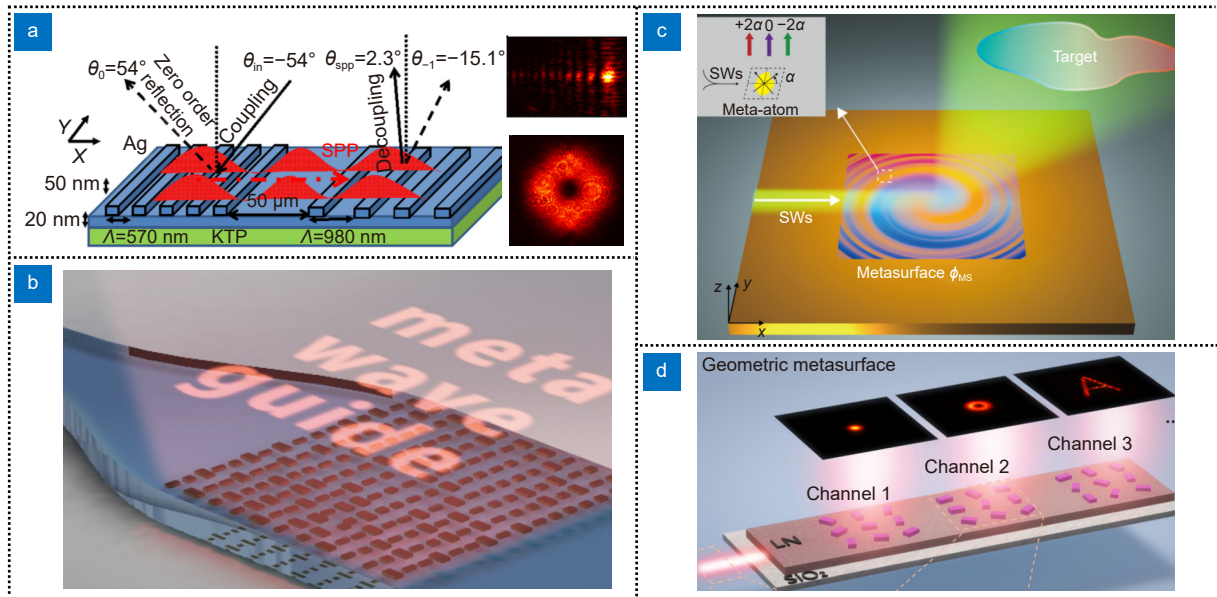 a
θ₀=54°
Zero order
reflection
Coupling
θin=−54°
θspp=2.3°
Decoupling
θ₋₁=−15.1°
Y
X
Ag
SPP
50 nm
50 μm
20 nm
Λ=570 nm
KTP
Λ=980 nm
b
meta
wave
guide
c
+2α 0 −2α
SWs
α
Meta-atom
Target
SWs
Metasurface ϕMS
z
y
x
d
Geometric metasurface
Channel 1
Channel 2
Channel 3
...
LN
SiO₂